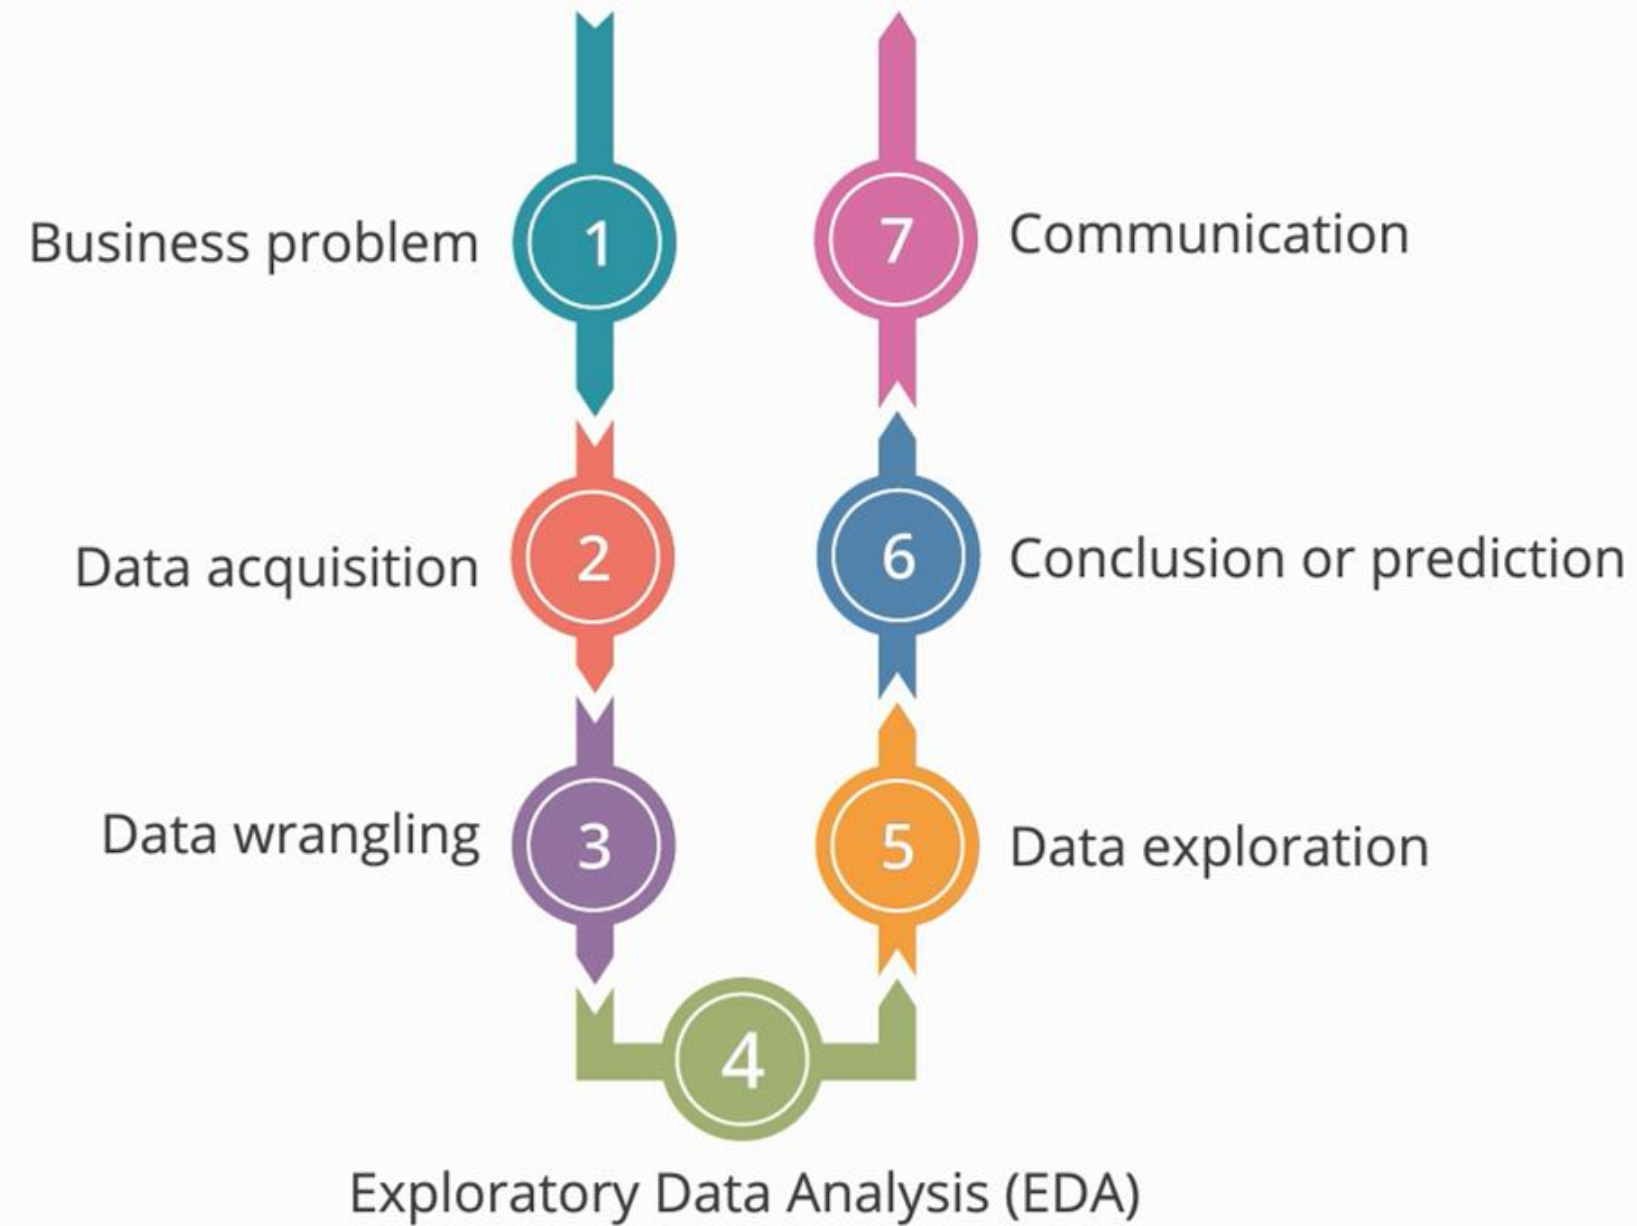 Business problem
1
Data acquisition
2
Data wrangling
3
4
Exploratory Data Analysis (EDA)
5
Data exploration
6
Conclusion or prediction
7
Communication